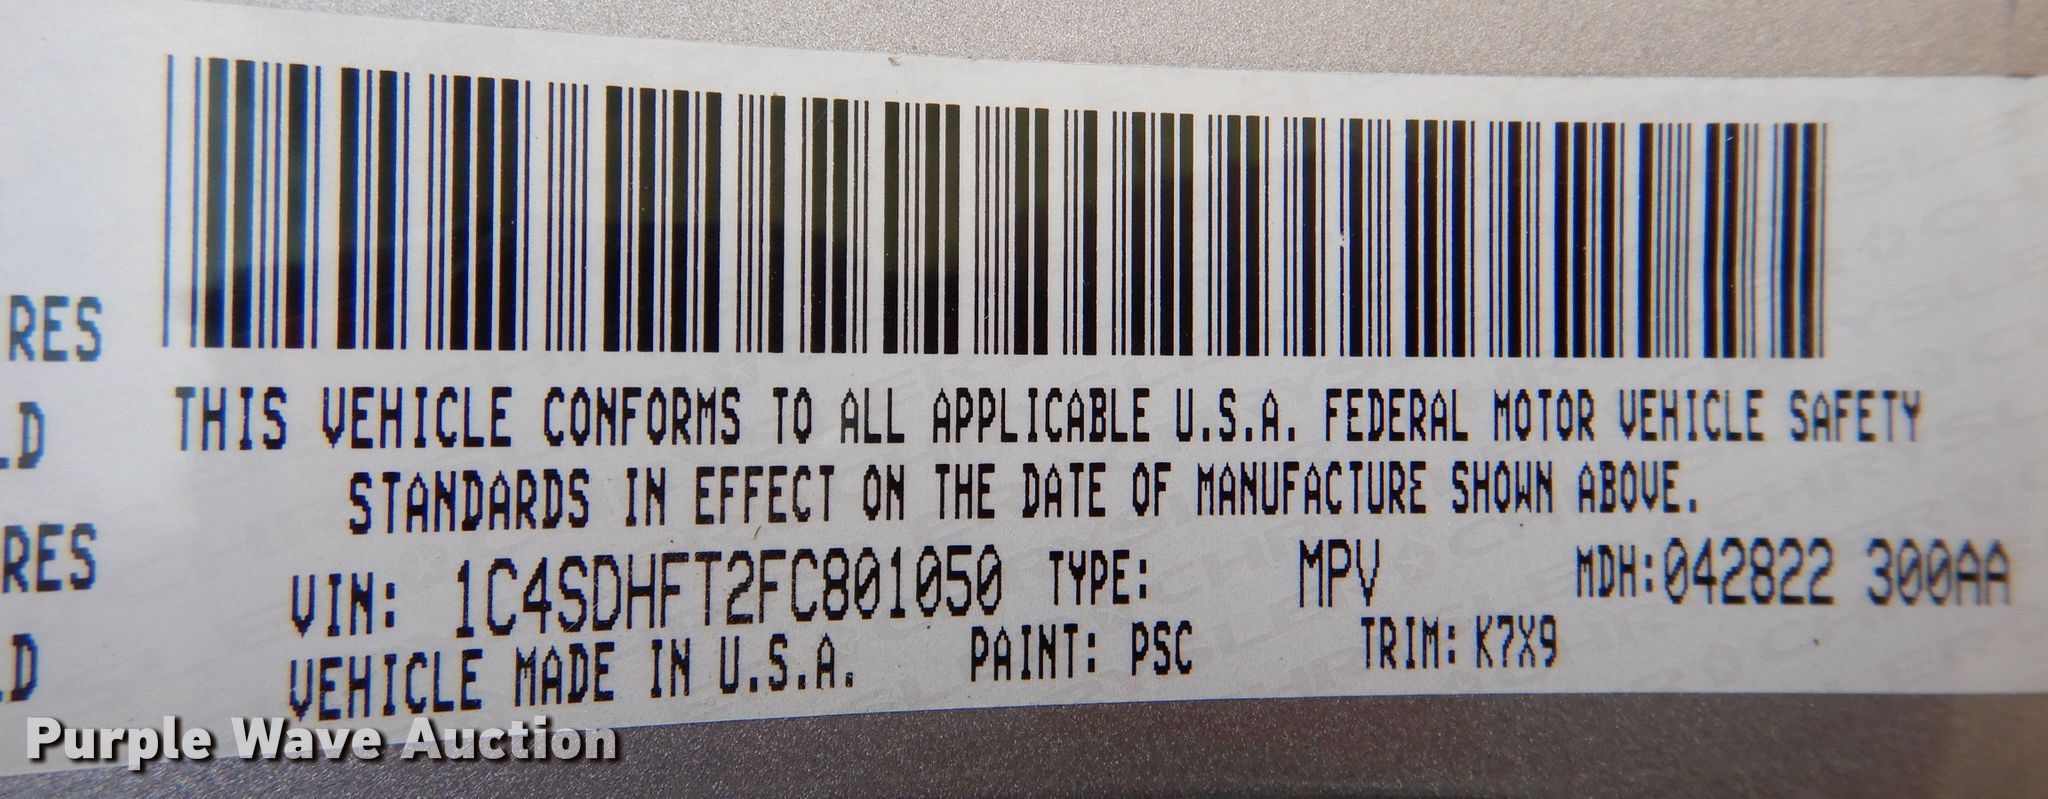 RES
LD
RES
LD
THIS VEHICLE CONFORMS TO ALL APPLICABLE U.S.A. FEDERAL MOTOR VEHICLE SAFETY
STANDARDS IN EFFECT ON THE DATE OF MANUFACTURE SHOWN ABOVE.
VIN: 1C4SDHFT2FC801050 TYPE: MPV MDH:042822 300AA
VEHICLE MADE IN U.S.A. PAINT: PSC TRIM: K7X9
Purple Wave Auction